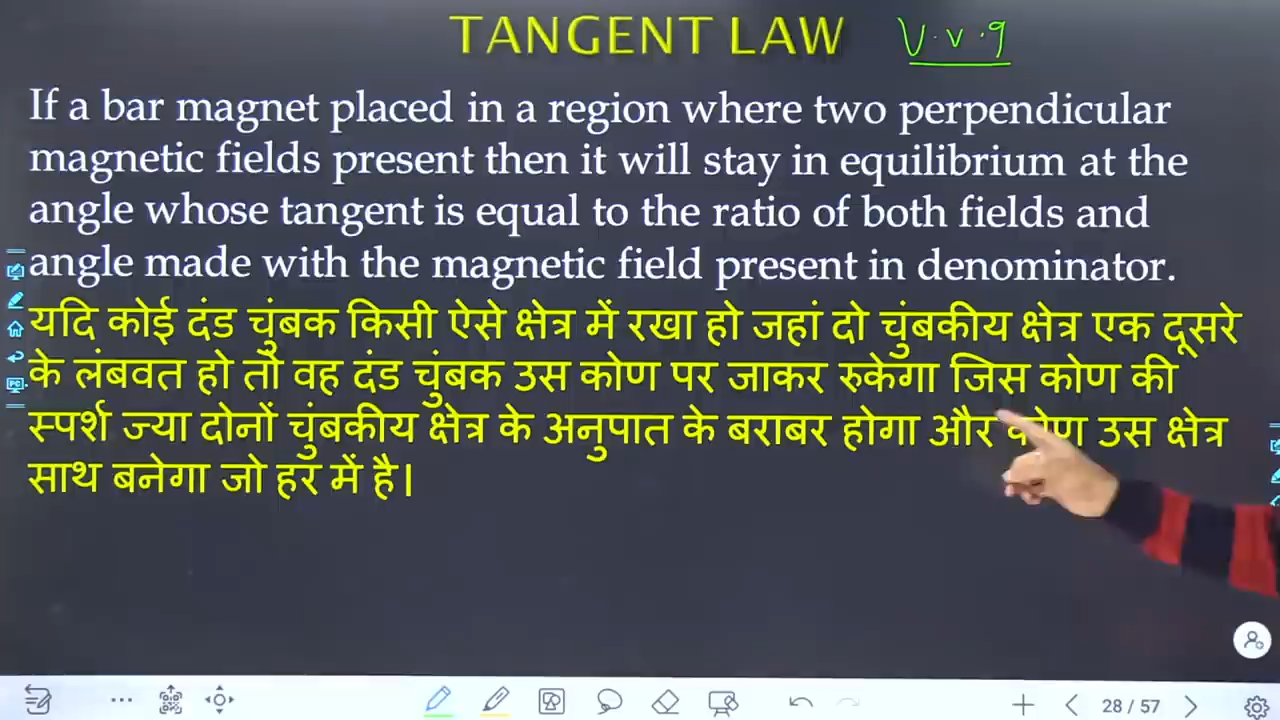 TANGENT LAW V.V.9
If a bar magnet placed in a region where two perpendicular
magnetic fields present then it will stay in equilibrium at the
angle whose tangent is equal to the ratio of both fields and
angle made with the magnetic field present in denominator.
यदि कोई दंड चुंबक किसी ऐसे क्षेत्र में रखा हो जहां दो चुंबकीय क्षेत्र एक दूसरे
के लंबवत हो तो वह दंड चुंबक उस कोण पर जाकर रुकेगा जिस कोण की
स्पर्श ज्या दोनों चुंबकीय क्षेत्र के अनुपात के बराबर होगा और कोण उस क्षेत्र
साथ बनेगा जो हर में है।
28 / 57